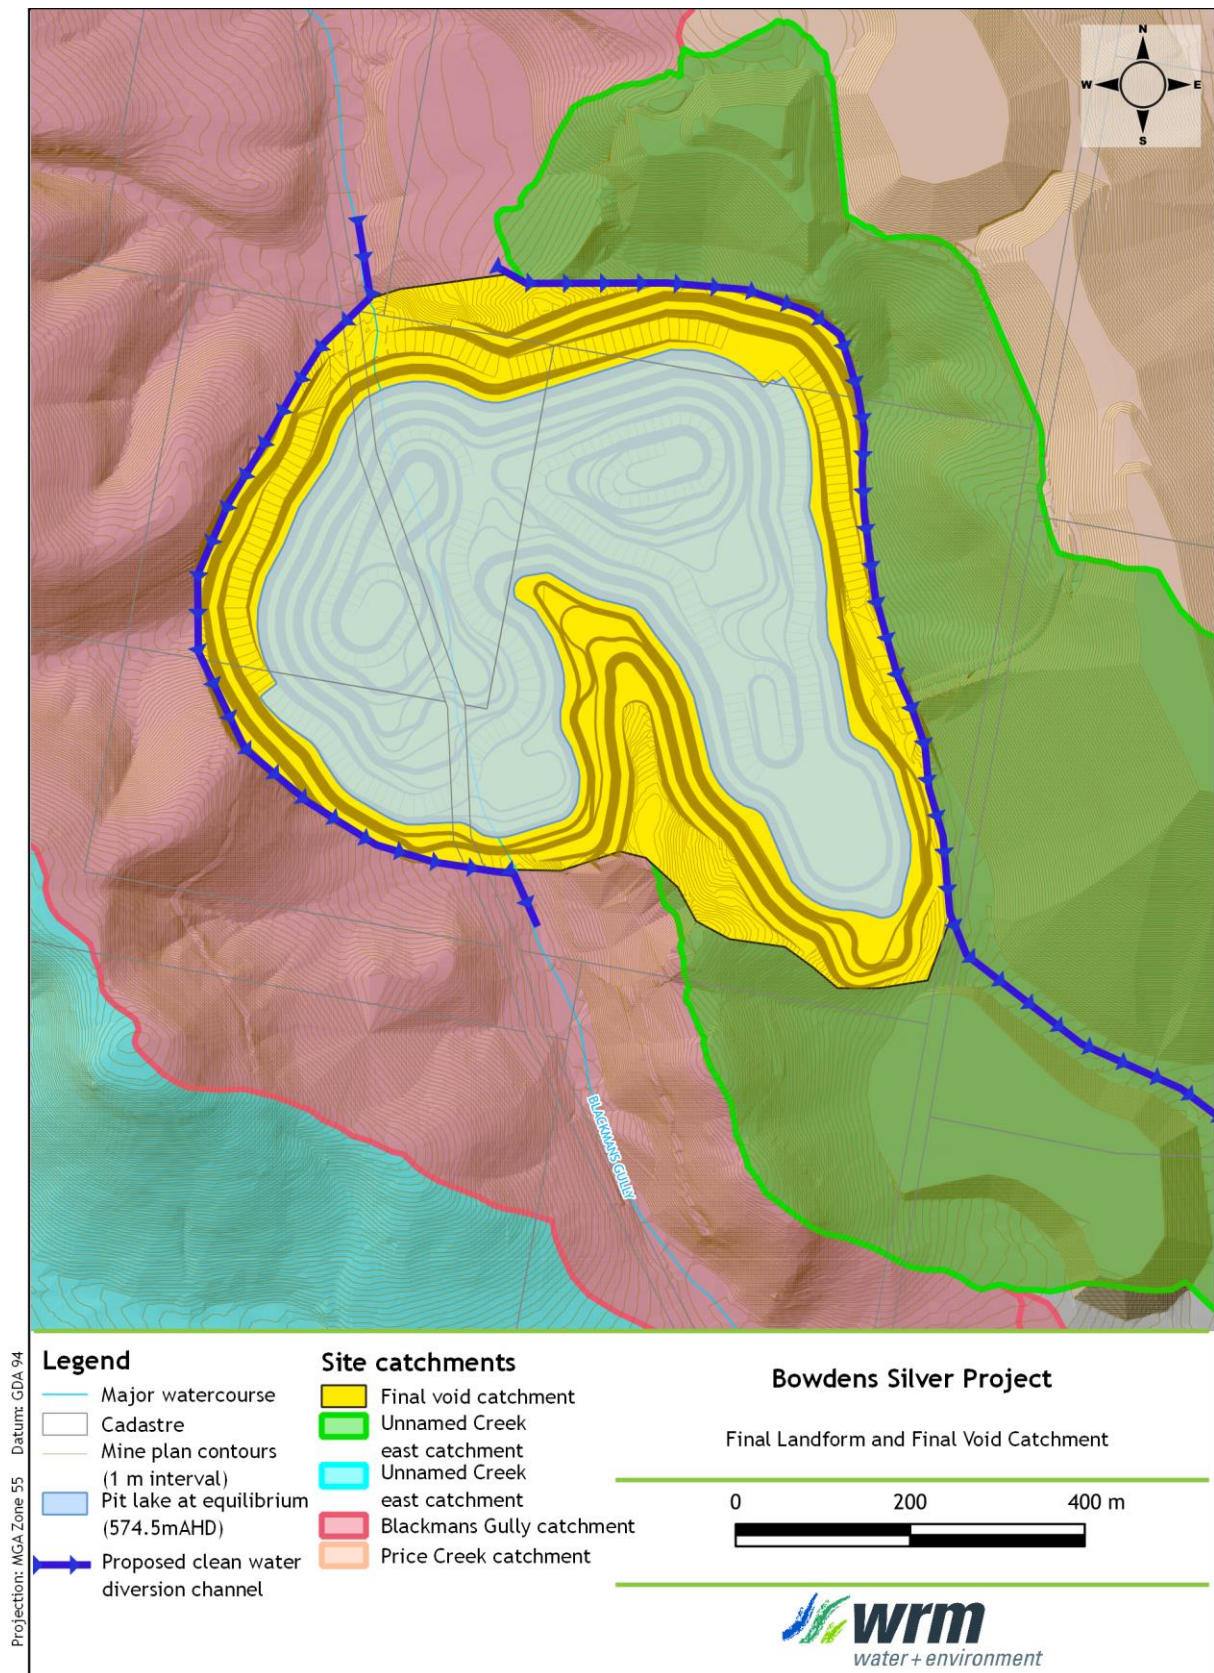 N
W
E
S
BLACKMANS GULLY
Projection: MGA Zone 55 Datum: GDA 94
Legend
Major watercourse
Cadastre
Mine plan contours
(1 m interval)
Pit lake at equilibrium
(574.5mAHD)
Proposed clean water
diversion channel
Site catchments
Final void catchment
Unnamed Creek
east catchment
Unnamed Creek
east catchment
Blackmans Gully catchment
Price Creek catchment
Bowdens Silver Project
Final Landform and Final Void Catchment
0 200 400 m
wrm
water + environment